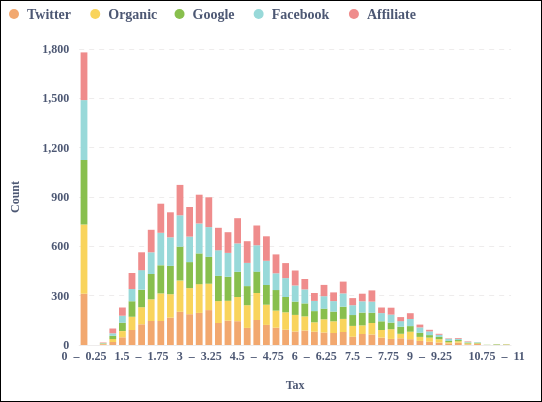 Twitter Organic Google Facebook Affiliate
1,800
1,500
1,200
900
600
300
0
Count
0 – 0.25 1.5 – 1.75 3 – 3.25 4.5 – 4.75 6 – 6.25 7.5 – 7.75 9 – 9.25 10.75 – 11
Tax